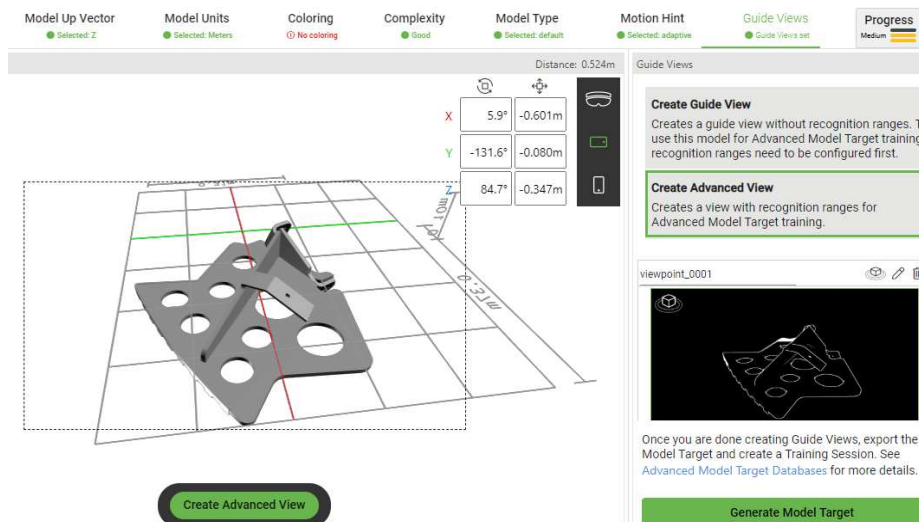 Model Up Vector
Selected: Z
Model Units
Selected: Meters
Coloring
No coloring
Complexity
Good
Model Type
Selected: default
Motion Hint
Selected: adaptive
Guide Views
Guide Views set
Progress
Medium
Distance: 0.524m
X 5.9° -0.601m
Y -131.6° -0.080m
Z 84.7° -0.347m
0.13m
Guide Views
Create Guide View
Creates a guide view without recognition ranges. T
use this model for Advanced Model Target training
recognition ranges need to be configured first.
Create Advanced View
Creates a view with recognition ranges for
Advanced Model Target training.
viewpoint_0001
Once you are done creating Guide Views, export the
Model Target and create a Training Session. See
Advanced Model Target Databases for more details.
Create Advanced View
Generate Model Target